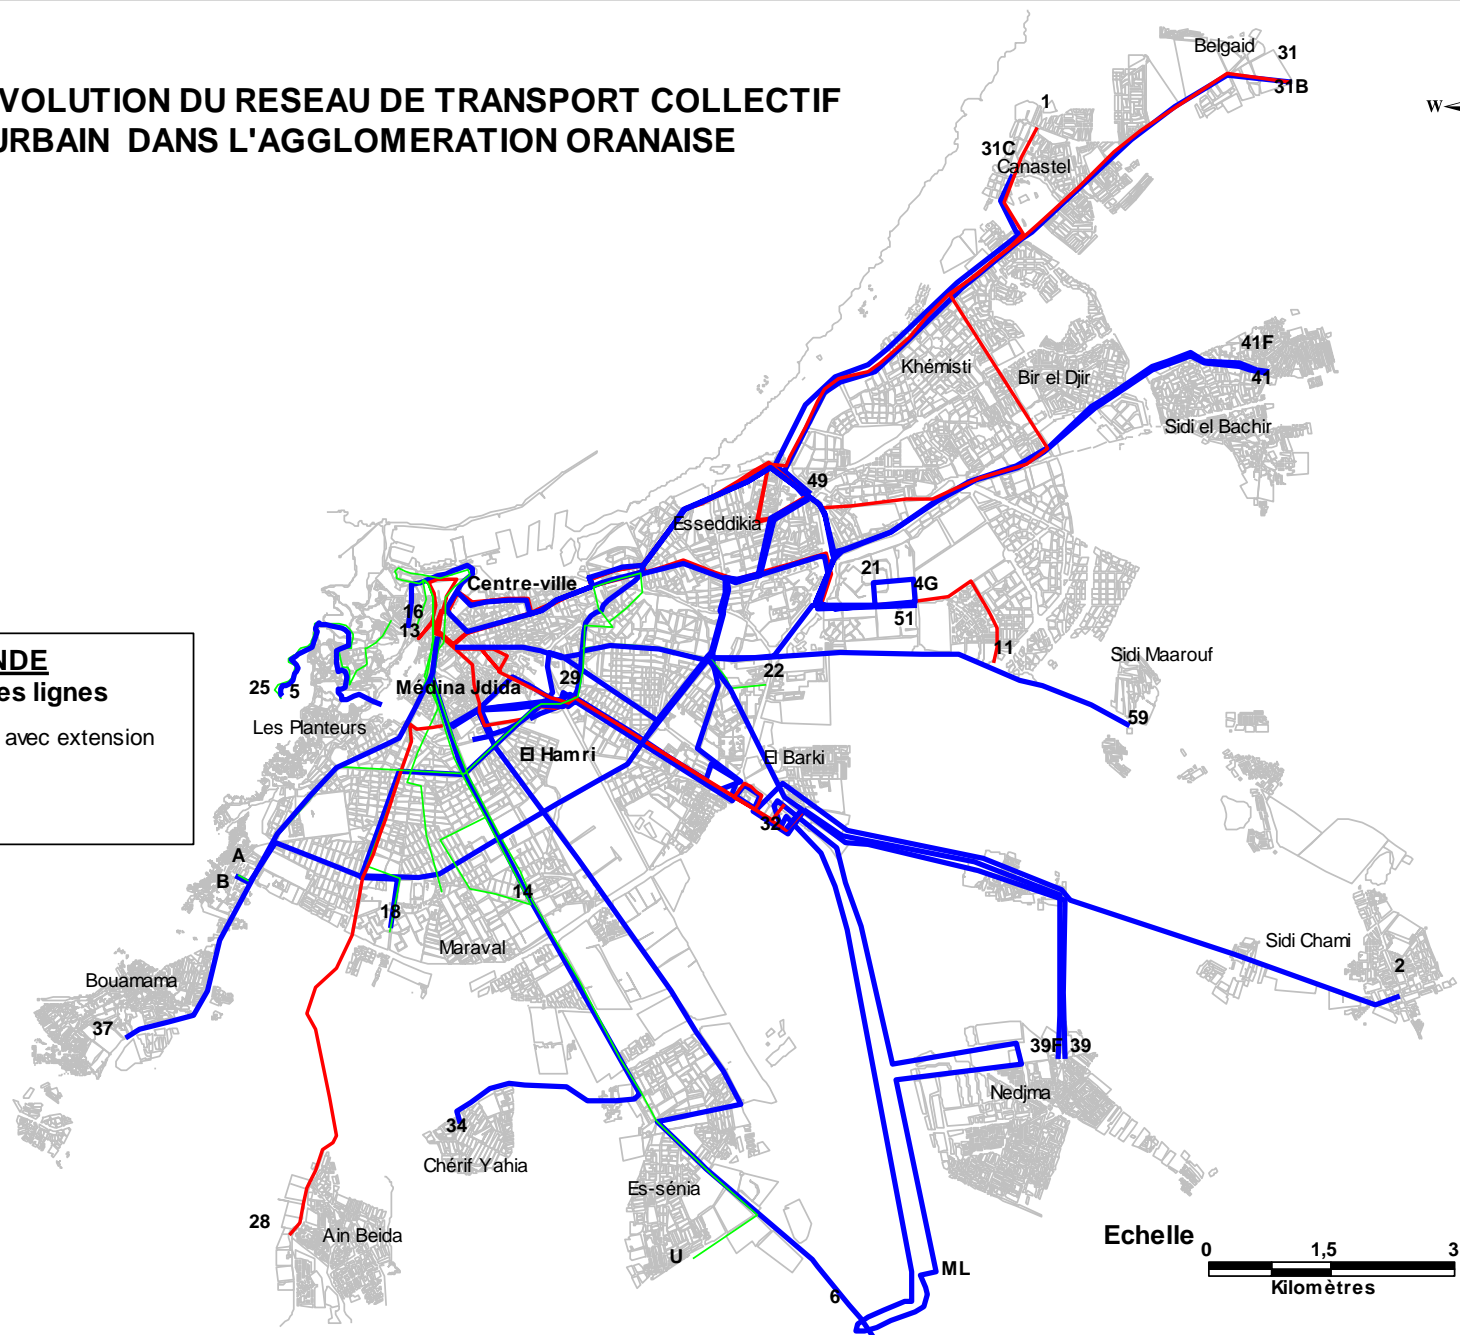 VOLUTION DU RESEAU DE TRANSPORT COLLECTIF
URBAIN DANS L'AGGLOMERATION ORANAISE
Belgaid
31
31B
W
1
31C
Canastel
41F
41
Khémisti
Bir el Djir
Sidi el Bachir
49
Esseddikia
21
4G
51
Centre-ville
16
13
11
Sidi Maarouf
NDE
es lignes
avec extension
25
5
Médina Jdida
29
22
59
Les Planteurs
El Hamri
El Barki
32
A
B
14
18
Maraval
Sidi Chami
2
Bouamama
37
39F
39
Nedjma
34
Chérif Yahia
Es-sénia
28
Ain Beida
U
ML
6
Echelle
0
1,5
3
Kilomètres